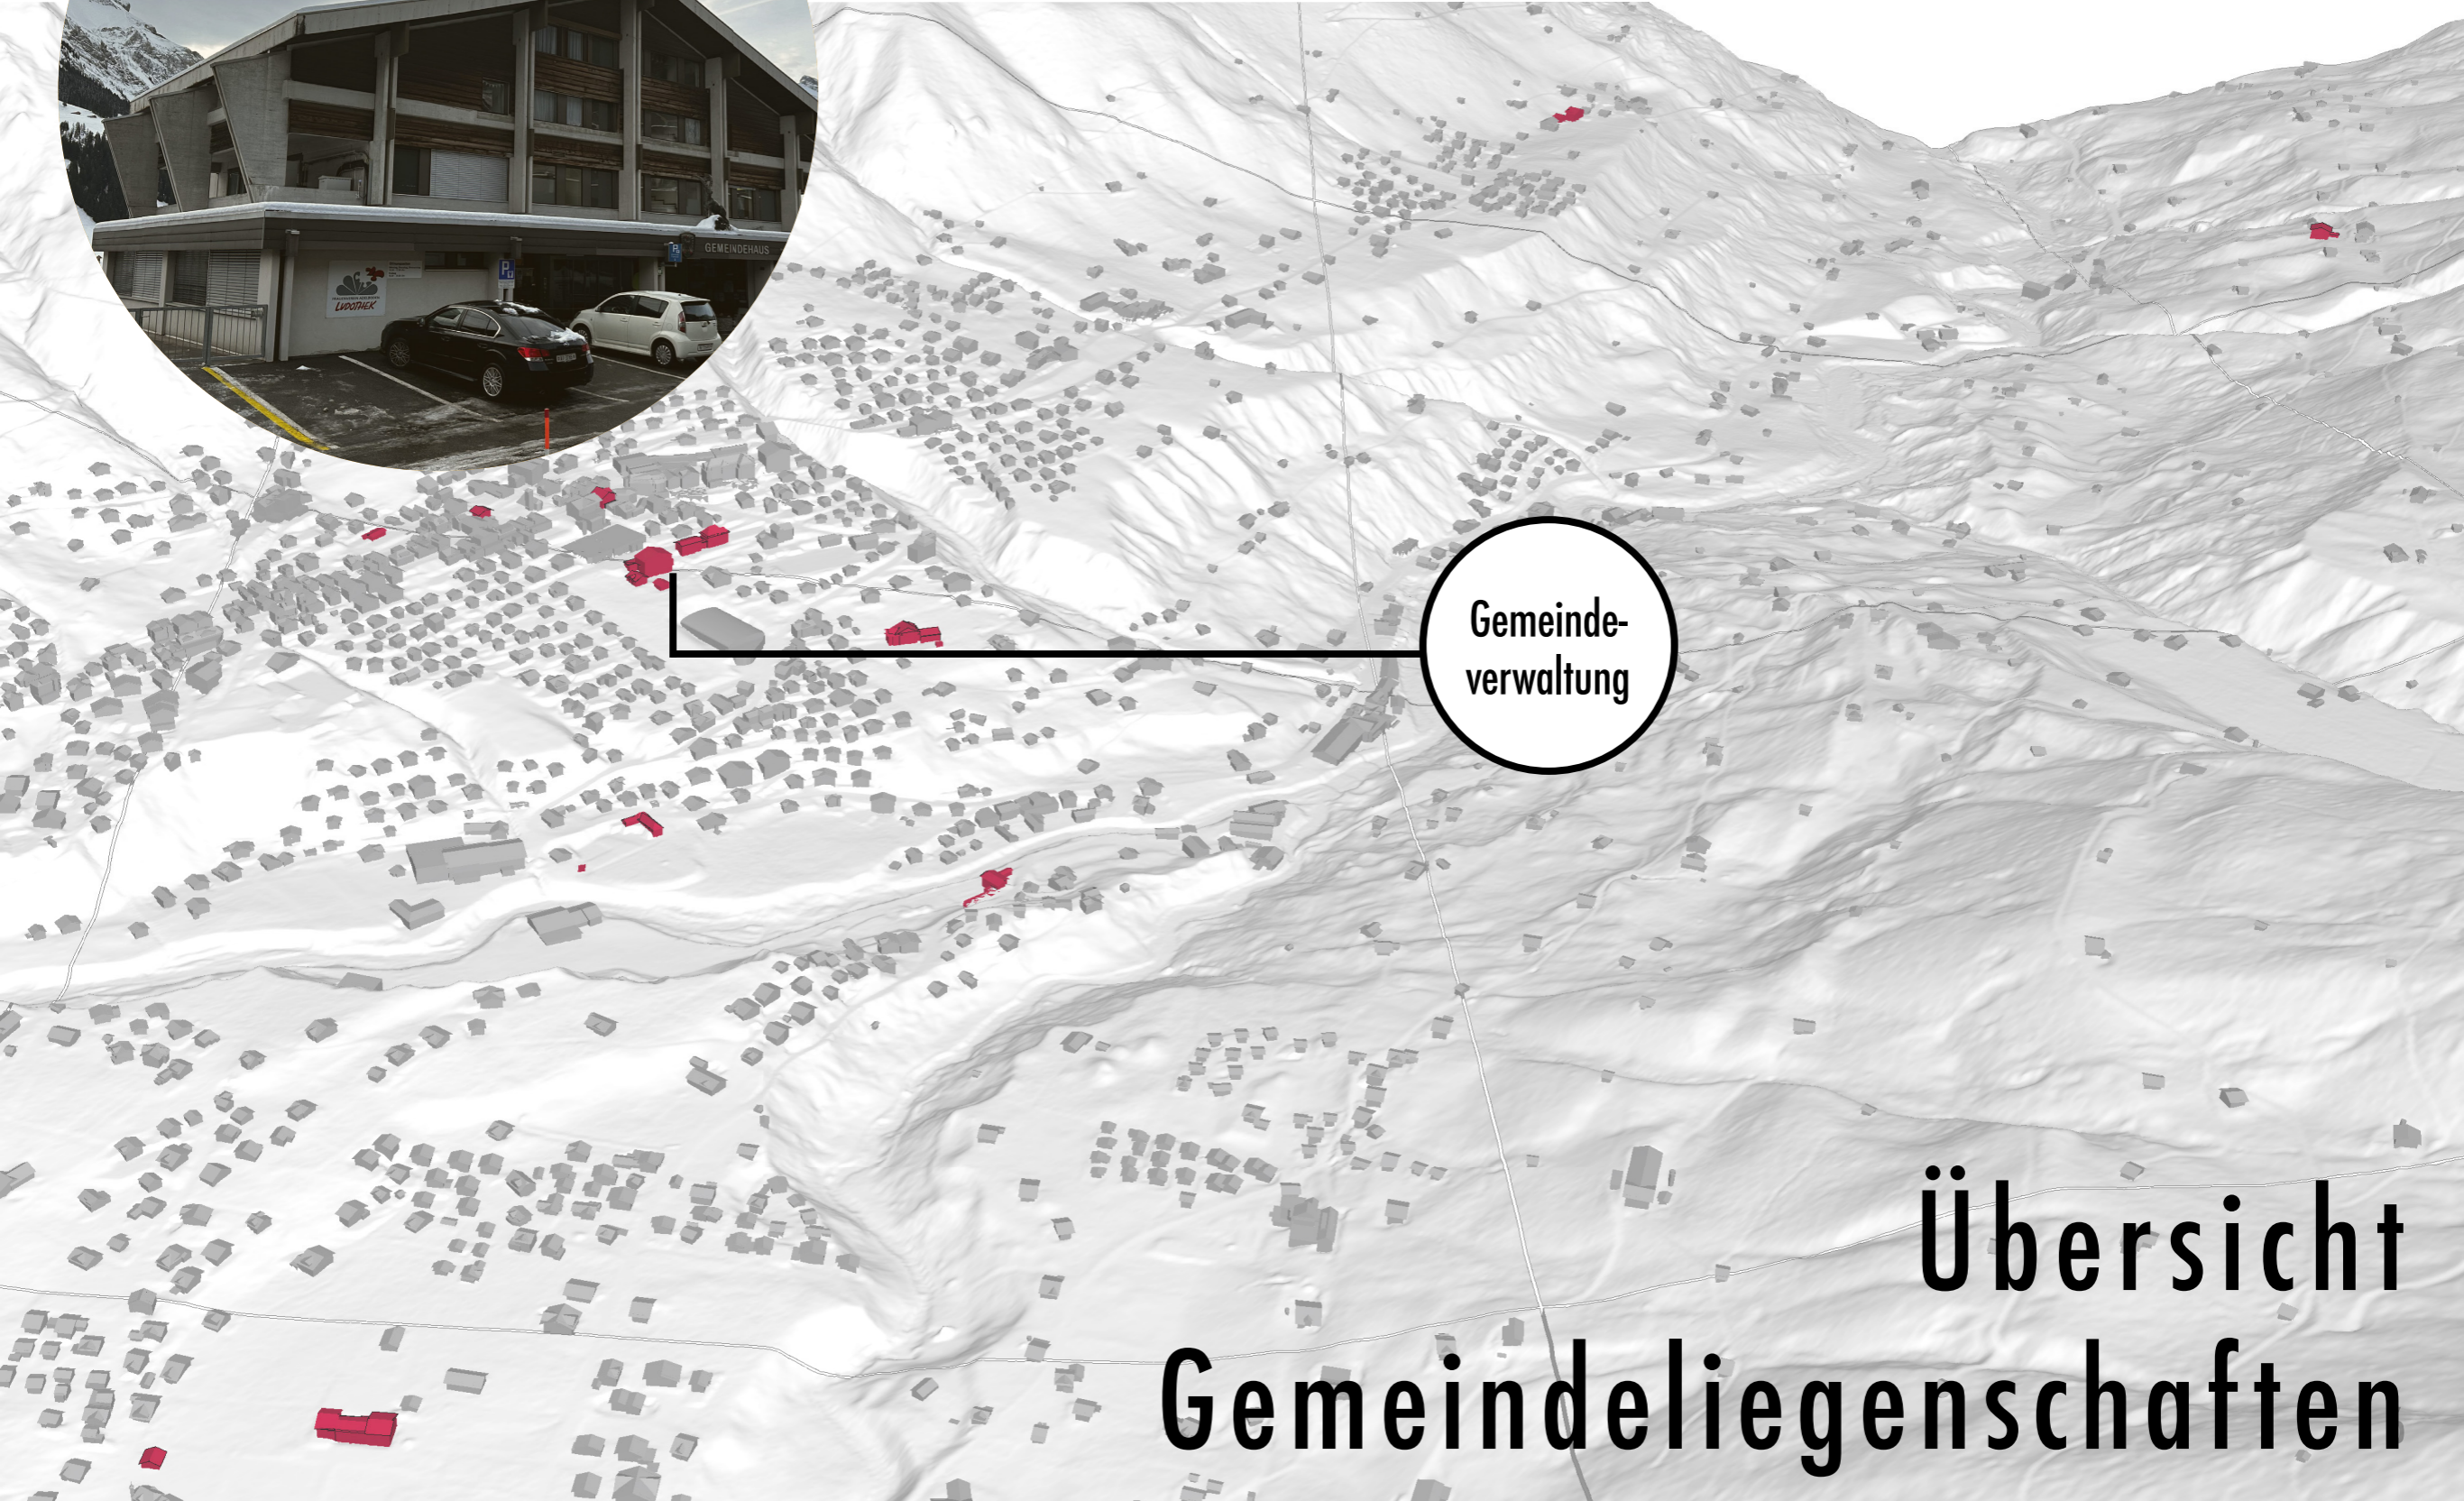 GEMEINDEHAUS
P
P
LUDOTHEK
Gemeinde-
verwaltung
Übersicht
Gemeindeliegenschaften